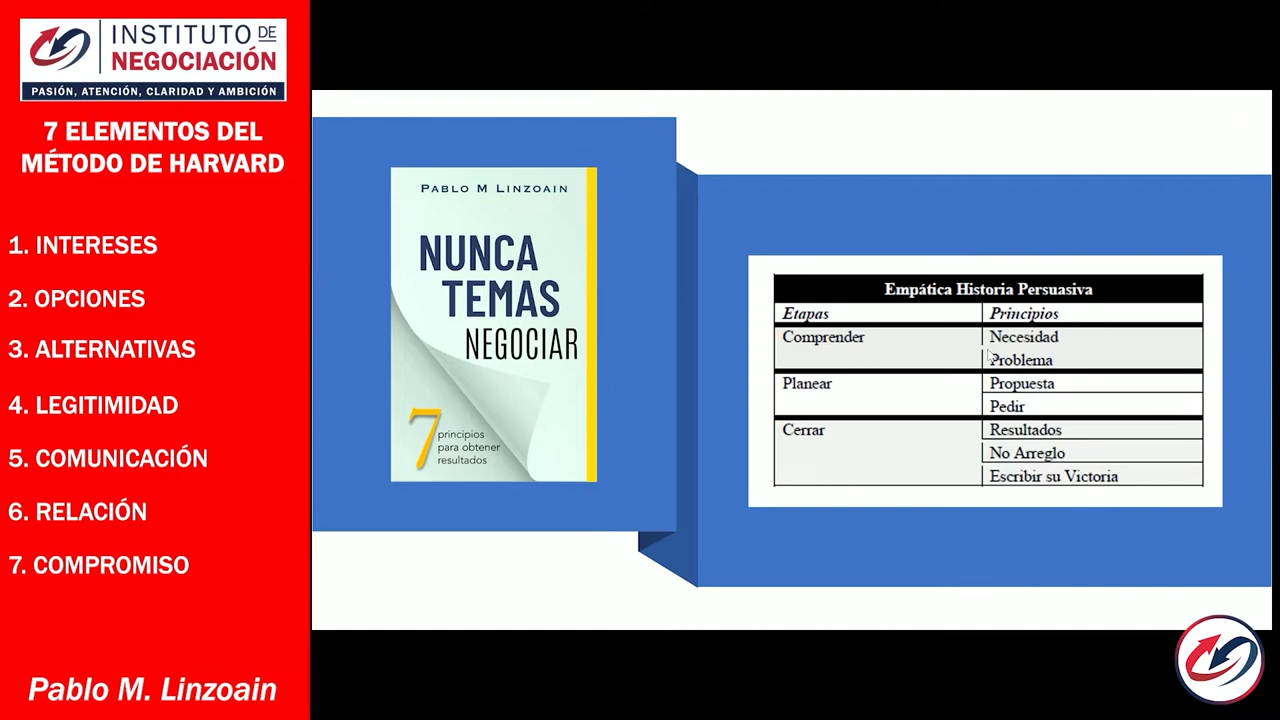 INSTITUTO DE
NEGOCIACIÓN
PASIÓN, ATENCIÓN, CLARIDAD Y AMBICIÓN
7 ELEMENTOS DEL
MÉTODO DE HARVARD
1. INTERESES
2. OPCIONES
3. ALTERNATIVAS
4. LEGITIMIDAD
5. COMUNICACIÓN
6. RELACIÓN
7. COMPROMISO
Pablo M. Linzoain
PABLO M LINZOAIN
NUNCA
TEMAS
NEGOCIAR
7 principios
para obtener
resultados
Empática Historia Persuasiva
Etapas Principios
Comprender Necesidad
Problema
Planear Propuesta
Pedir
Cerrar Resultados
No Arreglo
Escribir su Victoria